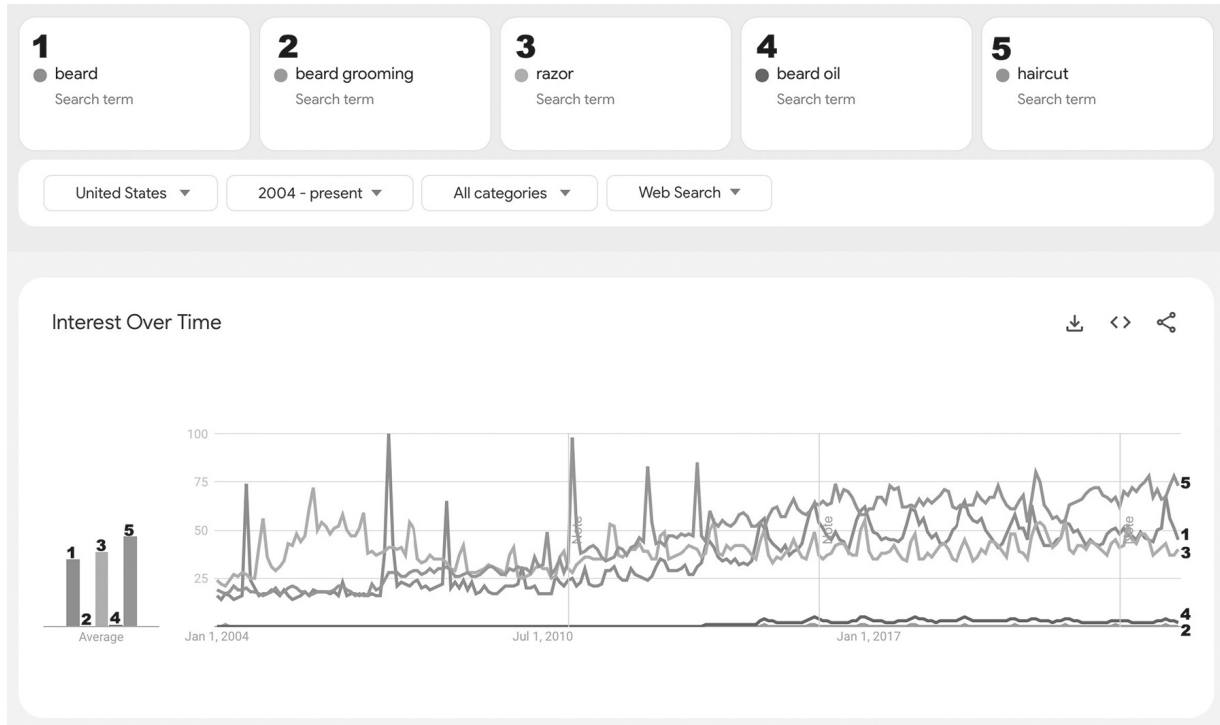 1
beard
Search term
2
beard grooming
Search term
3
razor
Search term
4
beard oil
Search term
5
haircut
Search term
United States
2004 - present
All categories
Web Search
Interest Over Time
100
75
50
25
Note
Note
Note
5
1
3
4
2
1
2
3
4
5
Average
Jan 1, 2004
Jul 1, 2010
Jan 1, 2017